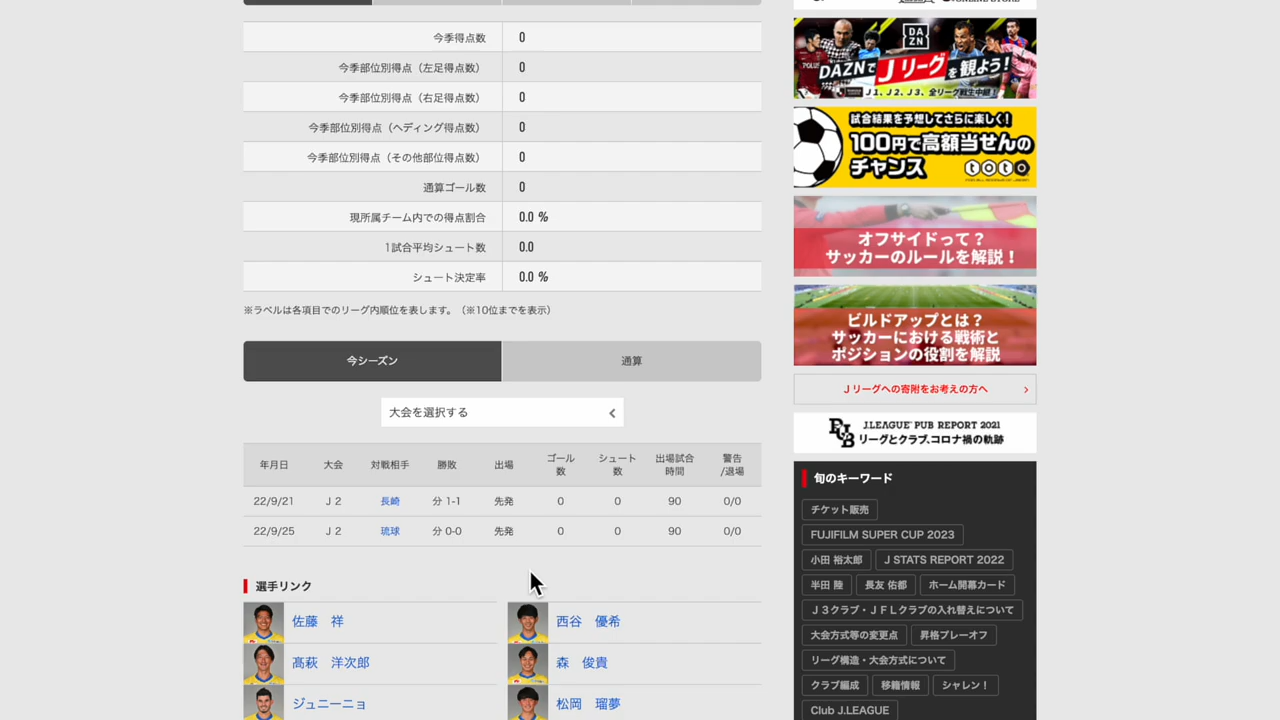 今季得点数 0
今季部位別得点（左足得点数） 0
今季部位別得点（右足得点数） 0
今季部位別得点（ヘディング得点数） 0
今季部位別得点（その他部位得点数） 0
通算ゴール数 0
現所属チーム内での得点割合 0.0 %
1試合平均シュート数 0.0
シュート決定率 0.0 %
※ラベルは各項目でのリーグ内順位を表します。（※10位までを表示）
今シーズン 通算
大会を選択する
年月日 大会 対戦相手 勝敗 出場 ゴール数 シュート数 出場試合時間 警告/退場
22/9/21 J２ 長崎 分 1-1 先発 0 0 90 0/0
22/9/25 J２ 琉球 分 0-0 先発 0 0 90 0/0
選手リンク
佐藤　祥
西谷　優希
髙萩　洋次郎
森　俊貴
ジュニーニョ
松岡　瑠夢
DAZN
DAZNで Jリーグを観よう！
J1、J2、J3、全リーグ戦生中継！
試合結果を予想してさらに楽しく！
100円で高額当せんの
チャンス
toto
オフサイドって？
サッカーのルールを解説！
ビルドアップとは？
サッカーにおける戦術と
ポジションの役割を解説
Jリーグへの寄附をお考えの方へ
J.LEAGUE PUB REPORT 2021
リーグとクラブ、コロナ禍の軌跡
旬のキーワード
チケット販売
FUJIFILM SUPER CUP 2023
小田 裕太郎 J STATS REPORT 2022
半田 陸 長友 佑都 ホーム開幕カード
Ｊ３クラブ・ＪＦＬクラブの入れ替えについて
大会方式等の変更点 昇格プレーオフ
リーグ構造・大会方式について
クラブ編成 移籍情報 シャレン！
Club J.LEAGUE